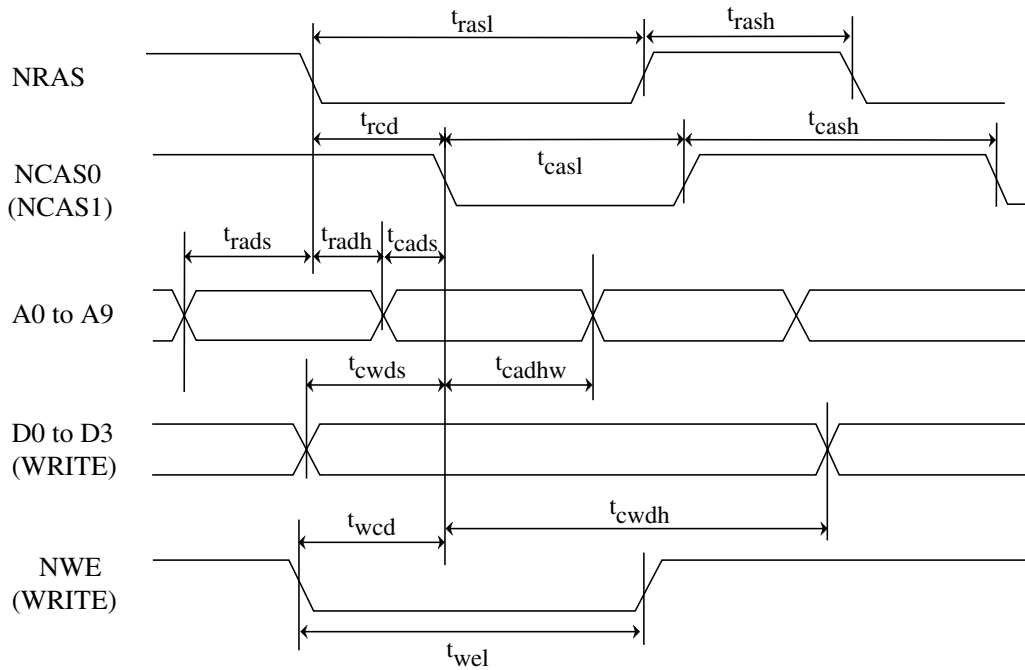 t_rasl t_rash
NRAS
t_rcd t_casl t_cash
NCAS0
(NCAS1)
t_rads t_radh t_cads
A0 to A9
t_cwds t_cadhw
D0 to D3
(WRITE)
t_wcd t_cwdh
NWE
(WRITE)
t_wel